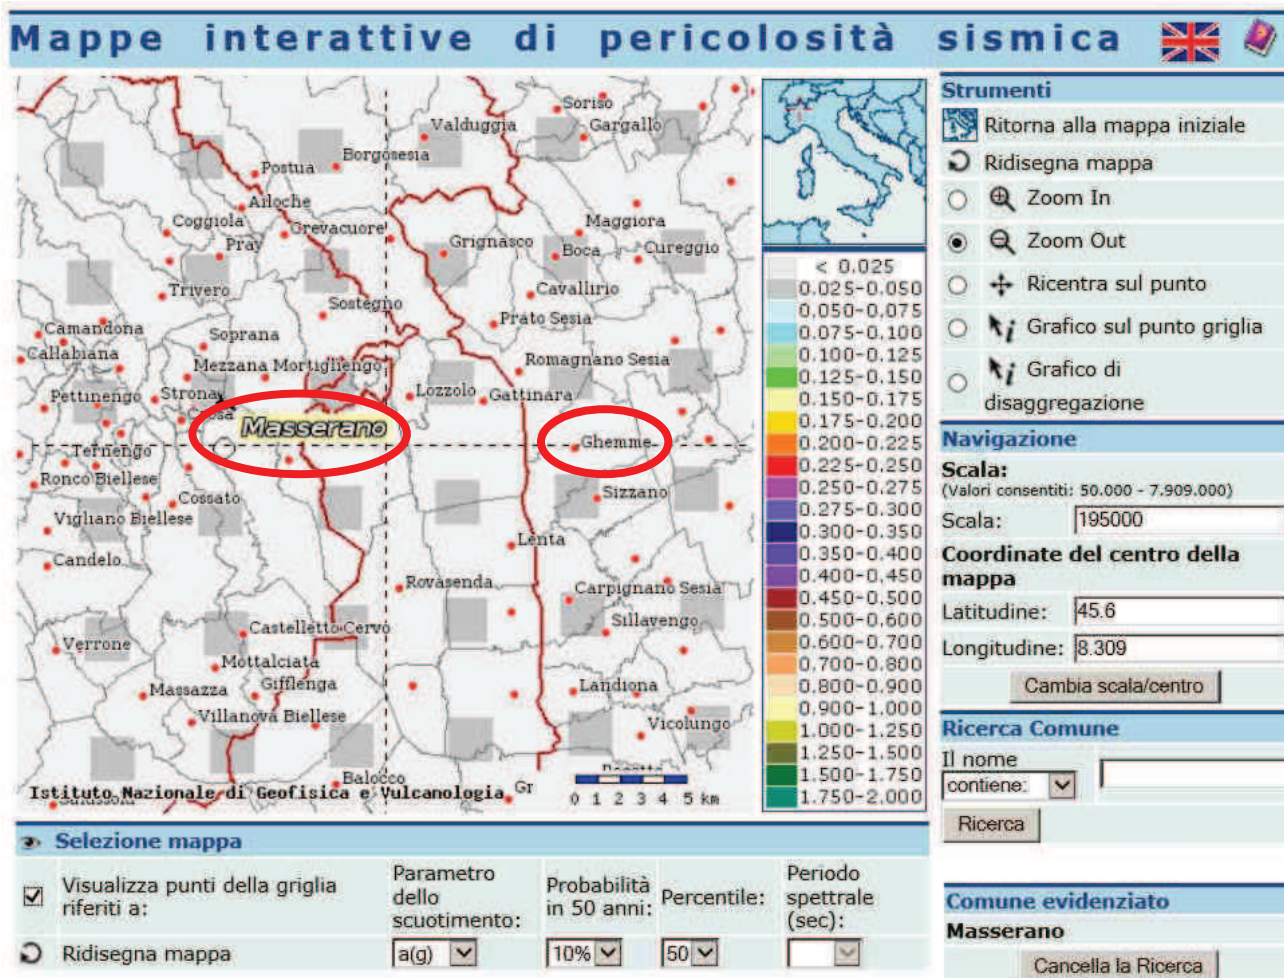 Mappe interattive di pericolosità sismica
Soriso
Valduggia
Gargallo
Borgosesia
Postua
Ailoche
Coggiola
Crevacuore
Maggiora
Pray
Grignasco
Boca
Cureggio
Trivero
Cavallirio
Sostegno
Prato Sesia
Camandona
Soprana
Callabiana
Mezzana Mortigliengo
Romagnano Sesia
Pettinengo
Strona
Lozzolo
Gattinara
Masserano
Ghemme
Ternengo
Ronco Biellese
Cossato
Sizzano
Vigliano Biellese
Lenta
Candelo
Rovasenda
Carpignano Sesia
Sillavengo
Castelletto Cervo
Verrone
Mottalciata
Massazza
Gifflenga
Landiona
Villanova Biellese
Vicolungo
Balocco
Istituto Nazionale di Geofisica e Vulcanologia
Gr
0 1 2 3 4 5 km
< 0.025
0.025-0.050
0.050-0.075
0.075-0.100
0.100-0.125
0.125-0.150
0.150-0.175
0.175-0.200
0.200-0.225
0.225-0.250
0.250-0.275
0.275-0.300
0.300-0.350
0.350-0.400
0.400-0.450
0.450-0.500
0.500-0.600
0.600-0.700
0.700-0.800
0.800-0.900
0.900-1.000
1.000-1.250
1.250-1.500
1.500-1.750
1.750-2.000
Strumenti
Ritorna alla mappa iniziale
Ridisegna mappa
Zoom In
Zoom Out
Ricentra sul punto
Grafico sul punto griglia
Grafico di
disaggregazione
Navigazione
Scala:
(Valori consentiti: 50.000 - 7.909.000)
Scala: 195000
Coordinate del centro della
mappa
Latitudine: 45.6
Longitudine: 8.309
Cambia scala/centro
Ricerca Comune
Il nome
contiene:
Ricerca
Comune evidenziato
Masserano
Cancella la Ricerca
Selezione mappa
Visualizza punti della griglia
riferiti a:
Parametro
dello
scuotimento:
Probabilità
in 50 anni:
Percentile:
Periodo
spettrale
(sec):
Ridisegna mappa
a(g)
10%
50